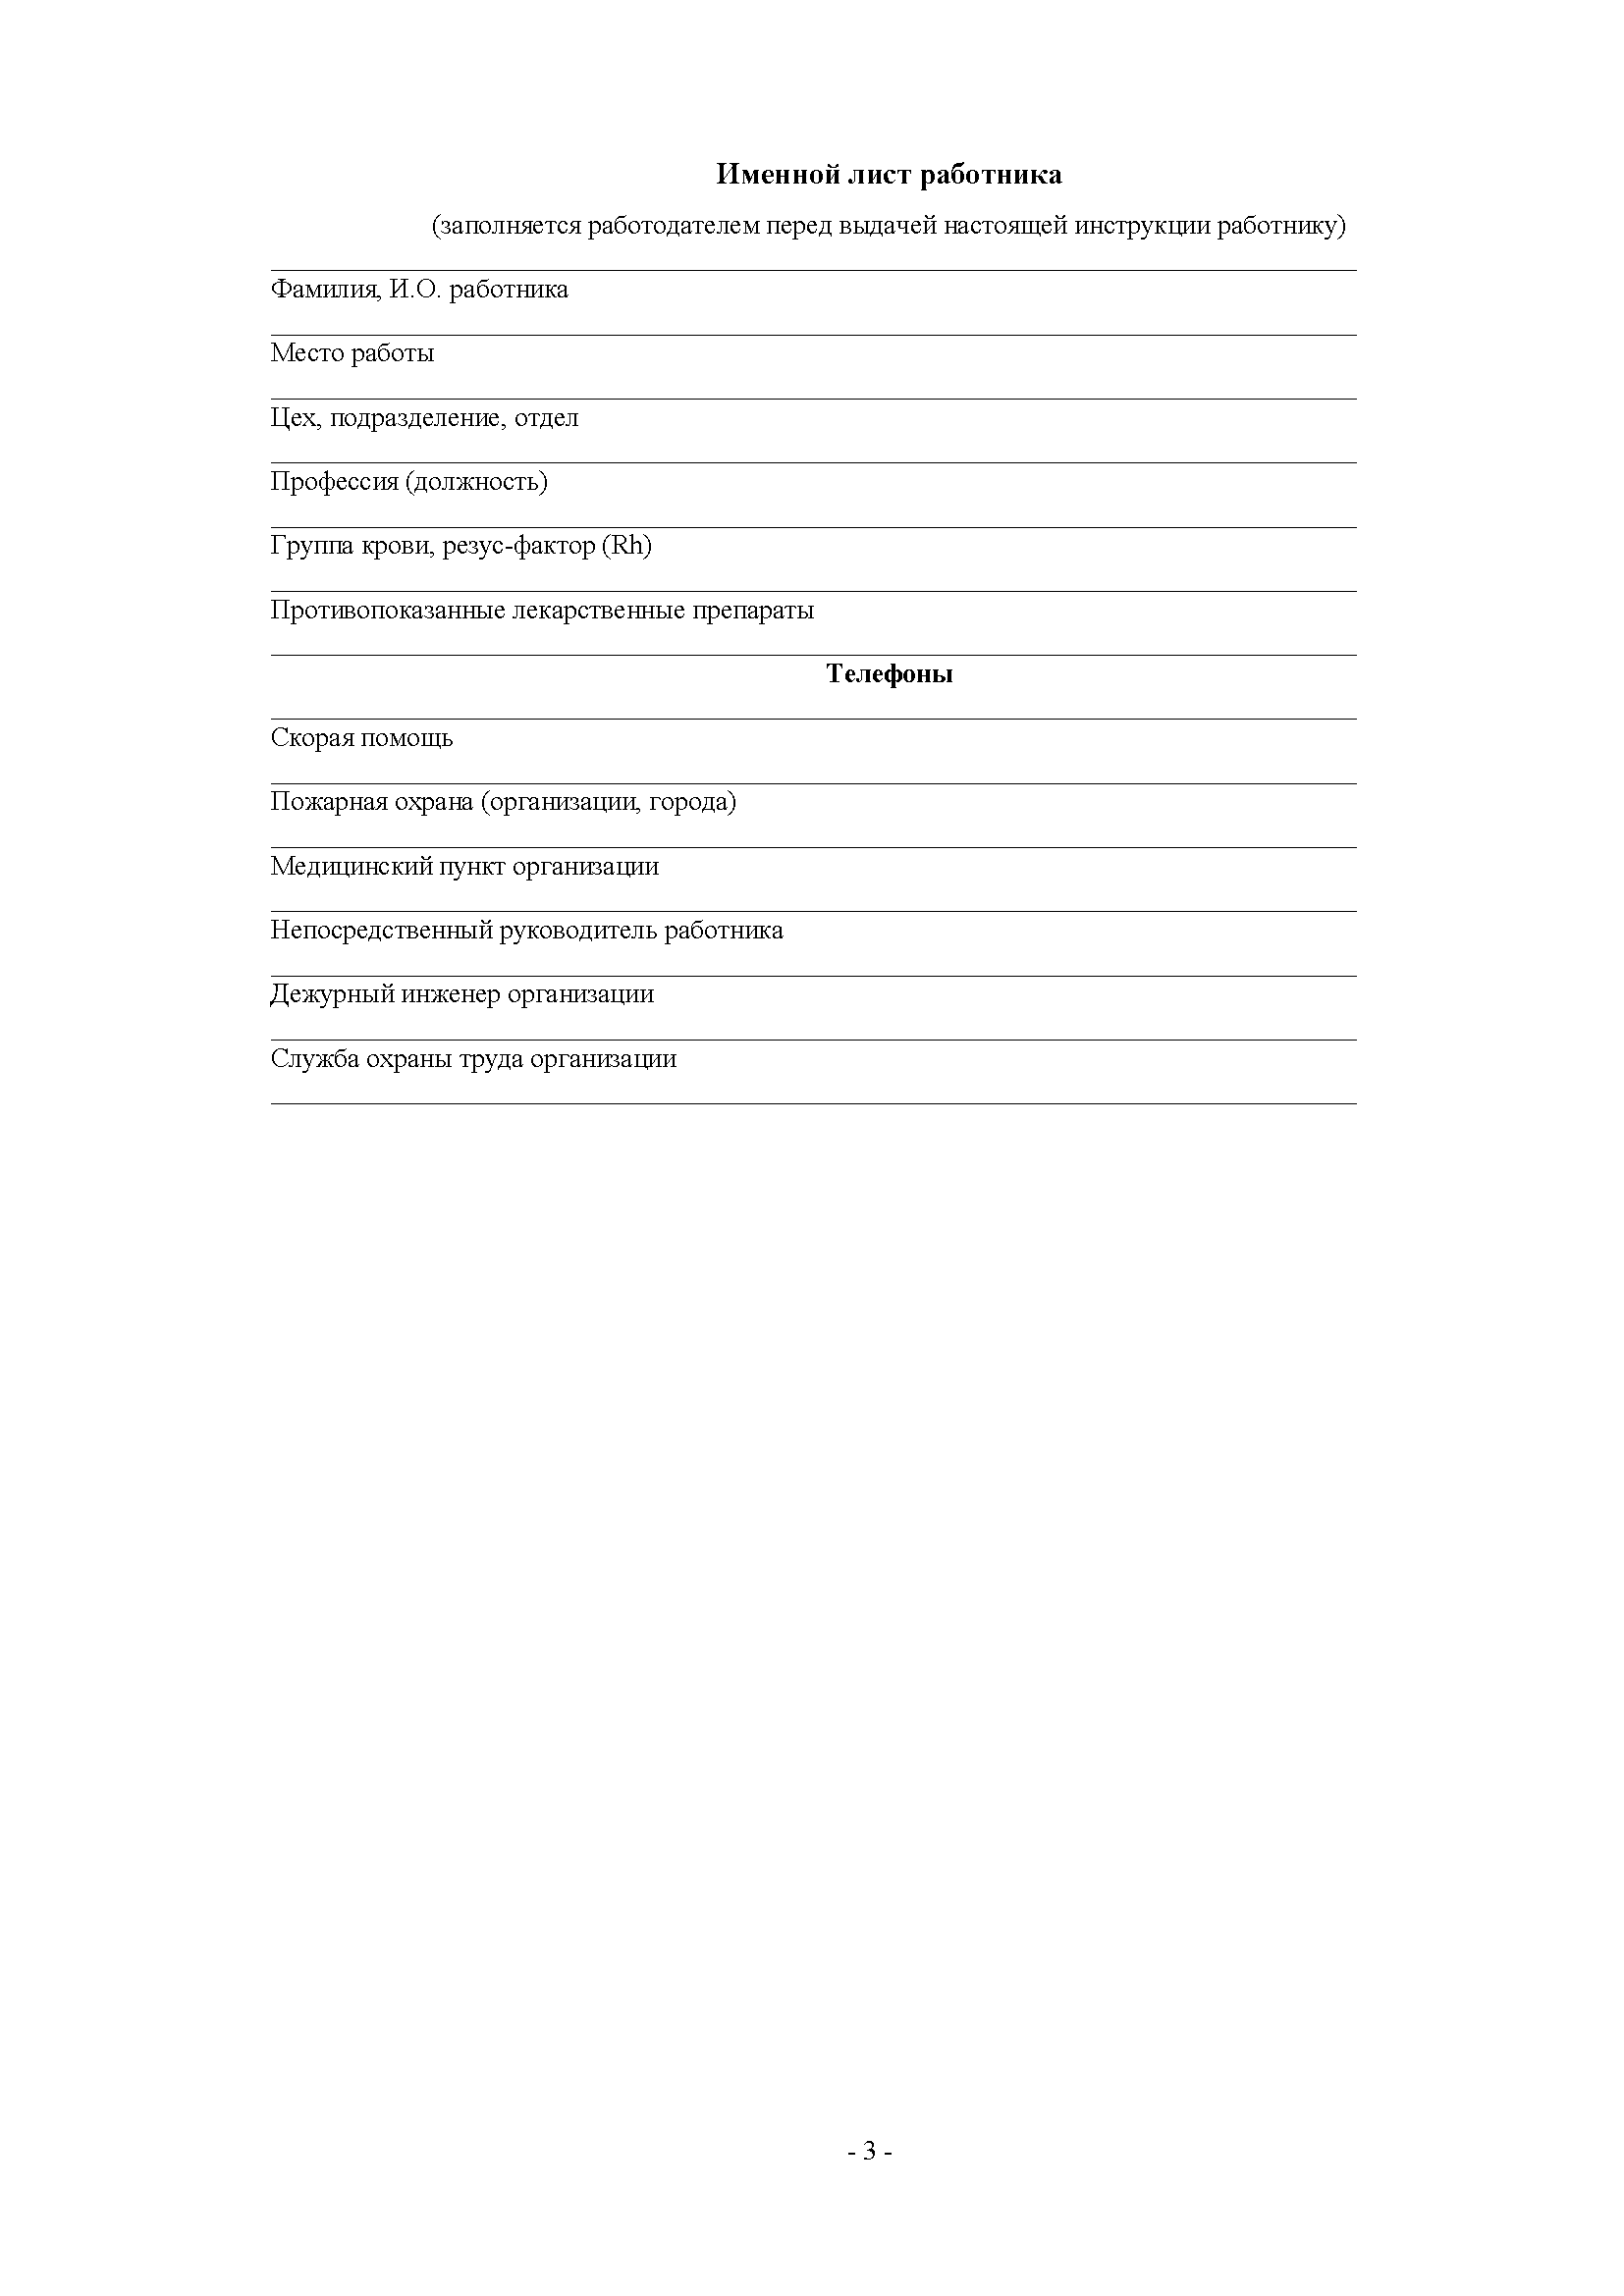 Именной лист работника
(заполняется работодателем перед выдачей настоящей инструкции работнику)
Фамилия, И.О. работника
Место работы
Цех, подразделение, отдел
Профессия (должность)
Группа крови, резус-фактор (Rh)
Противопоказанные лекарственные препараты
Телефоны
Скорая помощь
Пожарная охрана (организации, города)
Медицинский пункт организации
Непосредственный руководитель работника
Дежурный инженер организации
Служба охраны труда организации
- 3 -